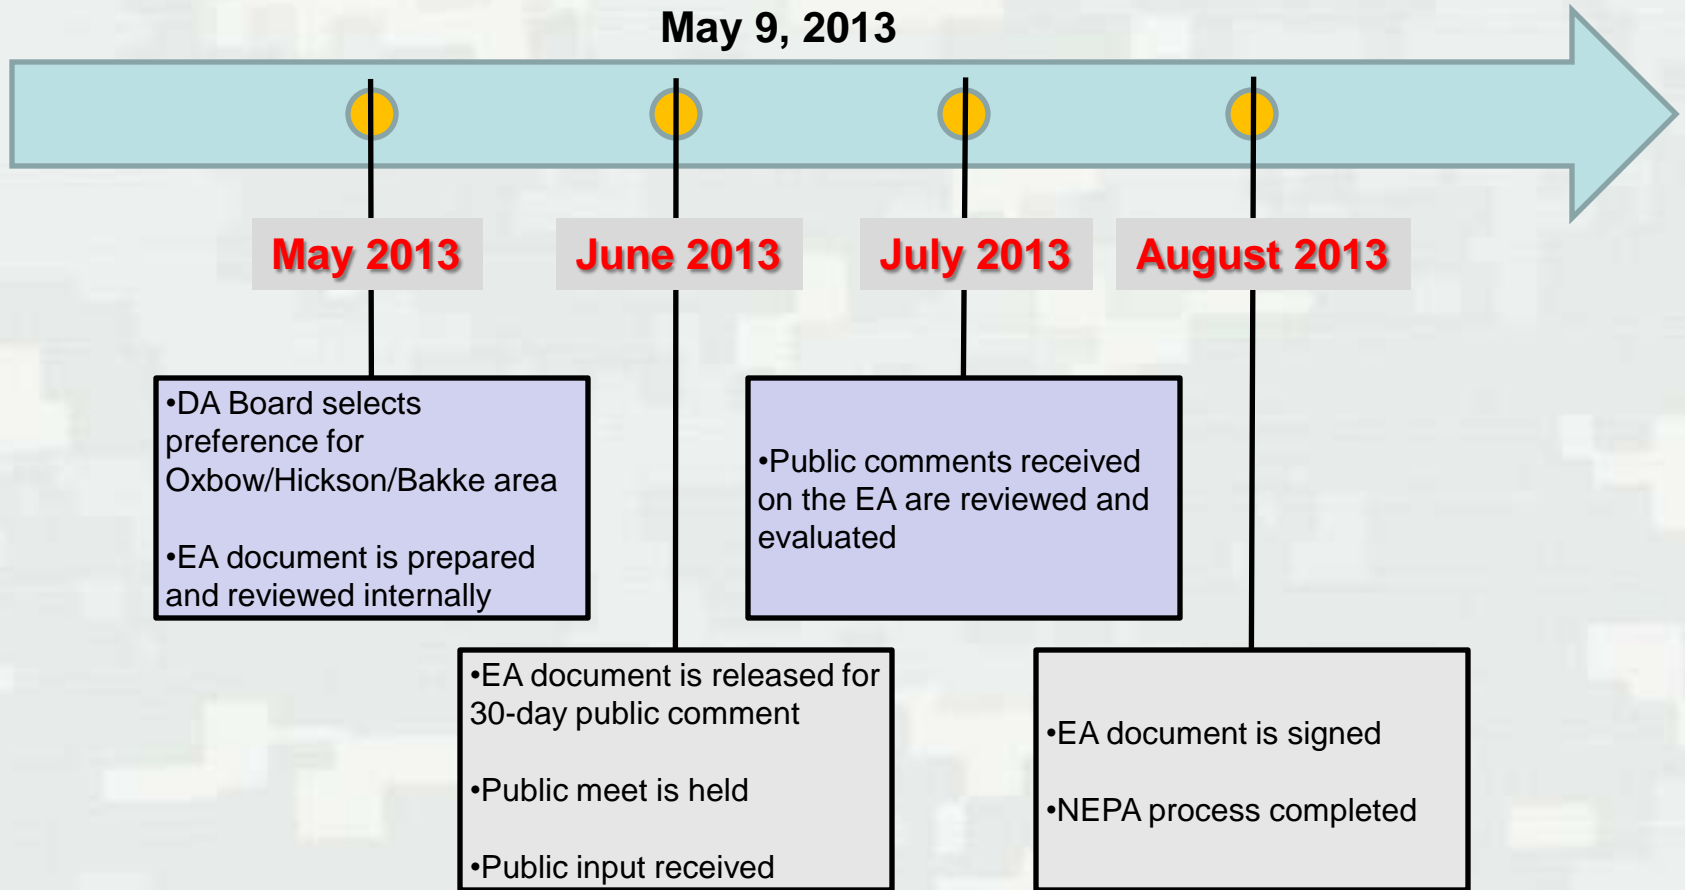 May 9, 2013
May 2013
June 2013
July 2013
August 2013
•DA Board selects
preference for
Oxbow/Hickson/Bakke area
•EA document is prepared
and reviewed internally
•Public comments received
on the EA are reviewed and
evaluated
•EA document is released for
30-day public comment
•Public meet is held
•Public input received
•EA document is signed
•NEPA process completed